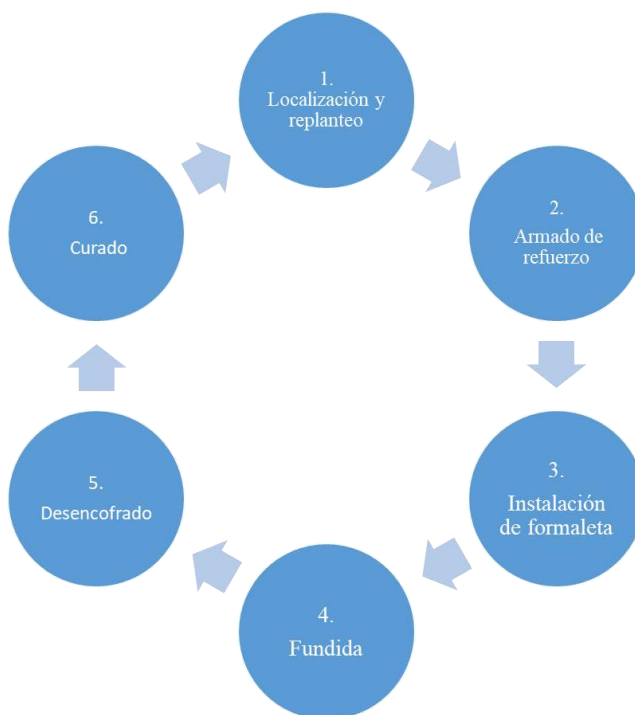 1.
Localización y
replanteo
2.
Armado de
refuerzo
3.
Instalación
de formaleta
4.
Fundida
5.
Desencofrado
6.
Curado